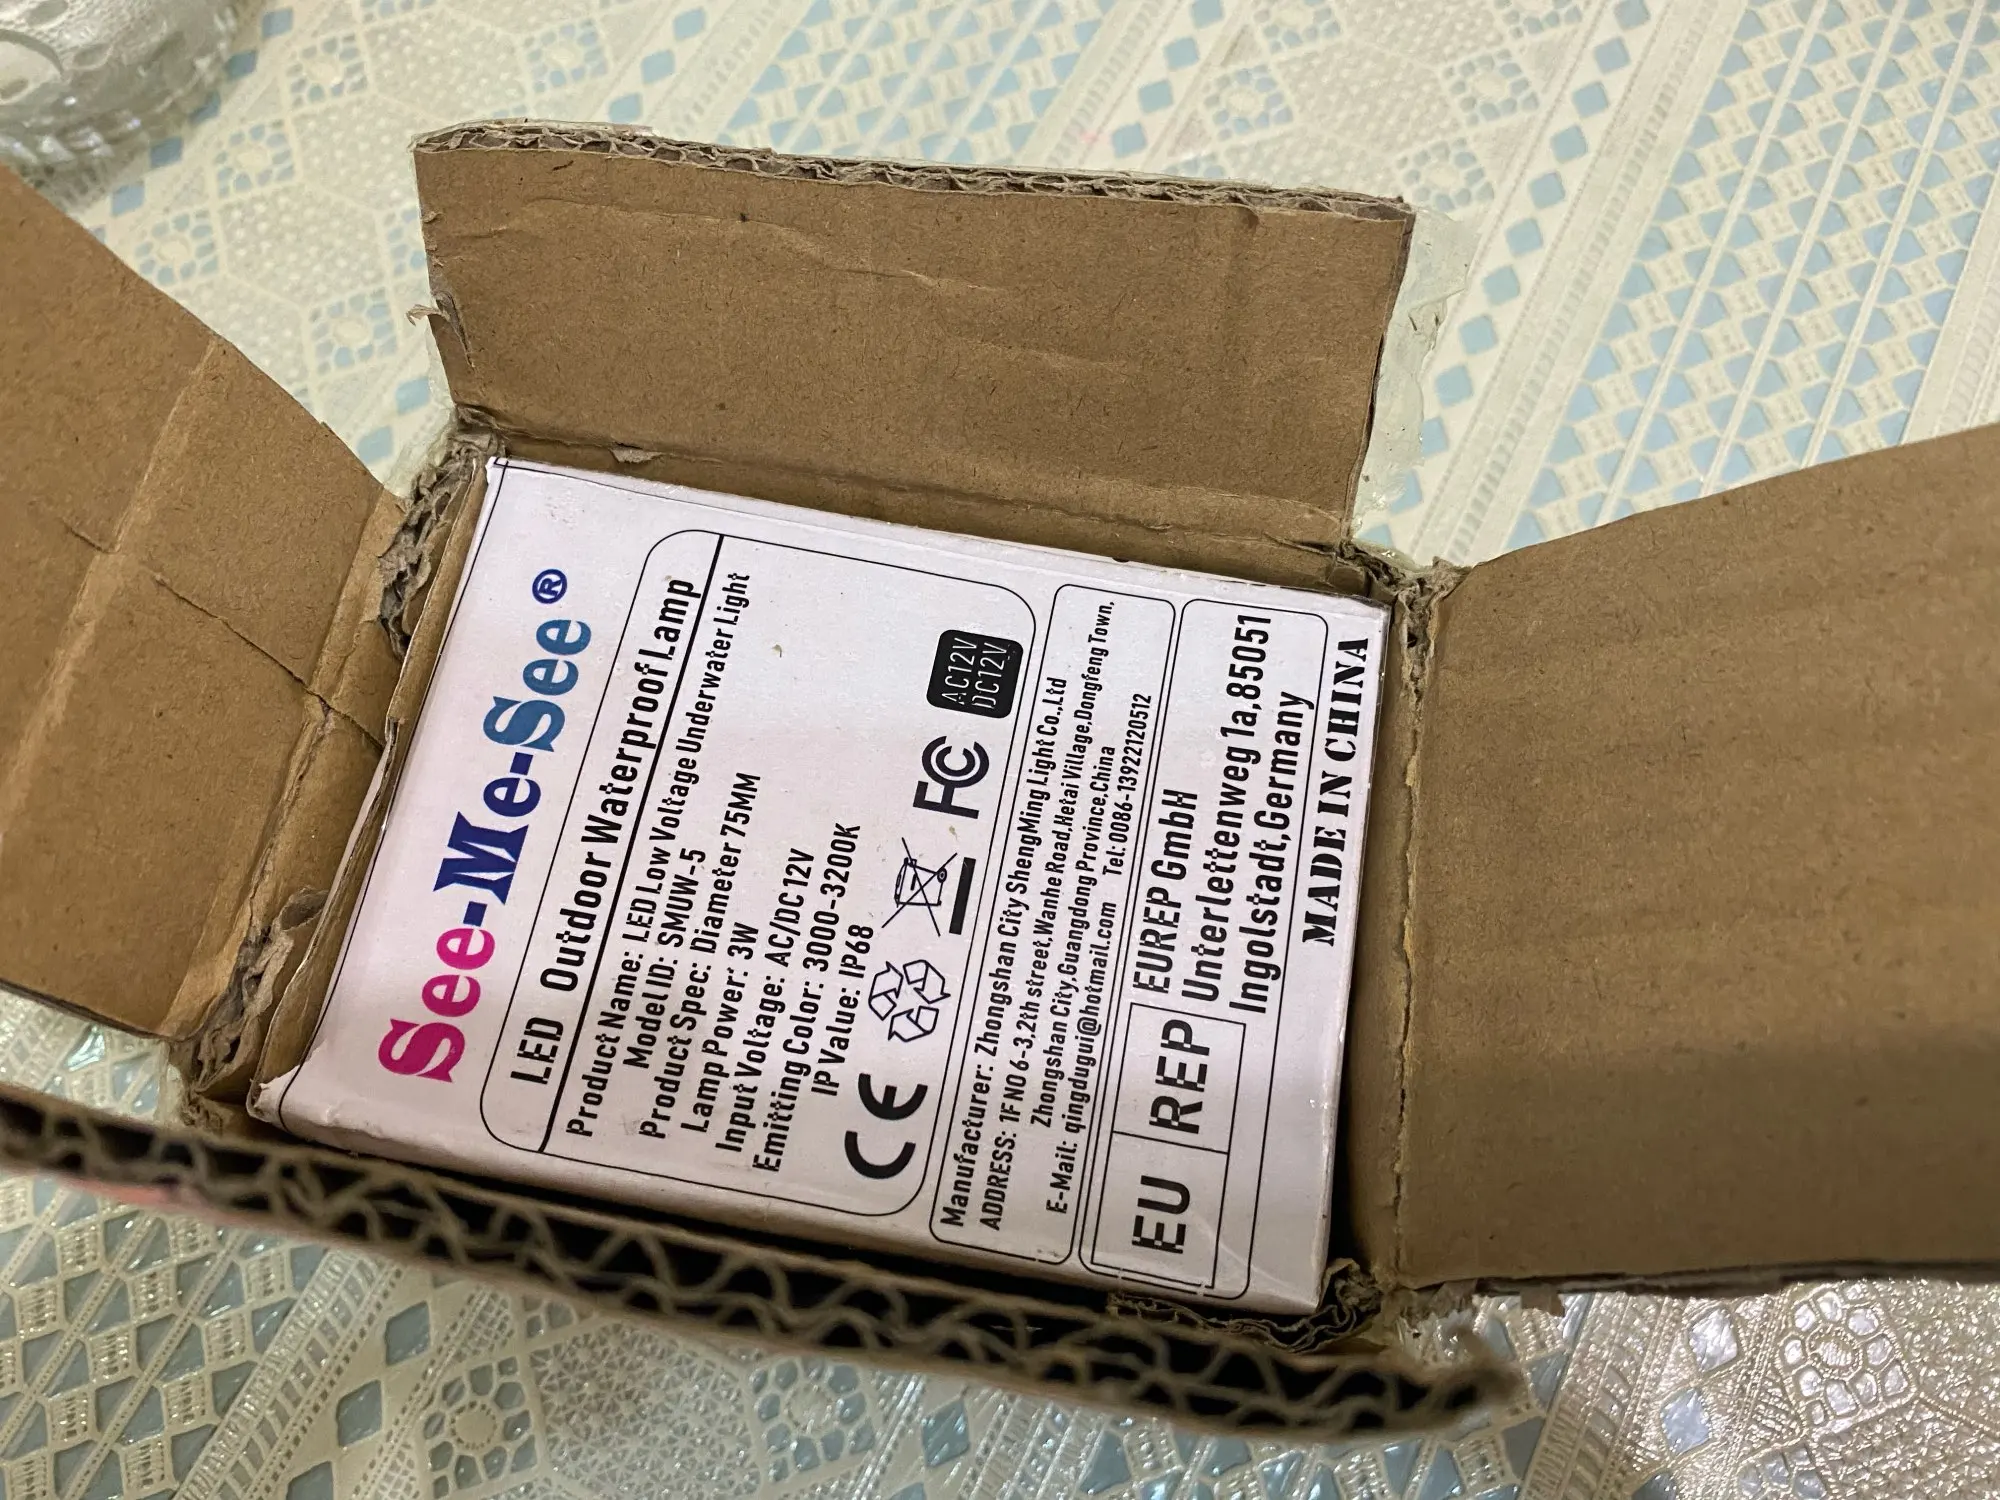 See-Me-See®
LED Outdoor Waterproof Lamp
Product Name: LED Low Voltage Underwater Light
Model ID: SMUW-5
Product Spec: Diameter 75MM
Lamp Power: 3W
Input Voltage: AC/DC12V
Emitting Color: 3000-3200K
IP Value: IP68
CE
FC
AC12V
DC12V
Manufacturer: Zhongshan City ShengMing Light Co.,Ltd
ADDRESS: 1F NO 6-3,2th street,Wanhe Road,Hetai Village,Dongfeng Town,
Zhongshan City,Guangdong Province,China
E-Mail: qingdugui@hotmail.com Tel: 0086-13922120512
EU REP
EUREP GmbH
Unterlettenweg 1a,85051
Ingolstadt,Germany
MADE IN CHINA